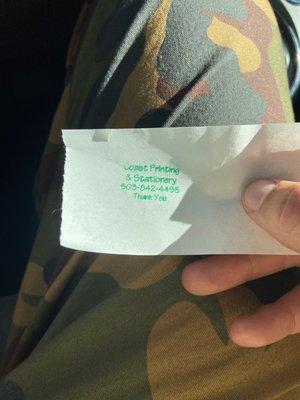 Coast Printing
& Stationery
503-842-4455
Thank You